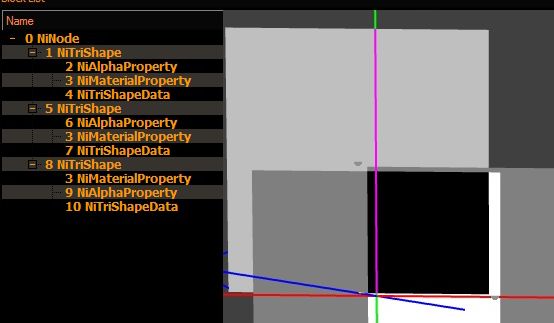 Block List
Name
0 NiNode
1 NiTriShape
2 NiAlphaProperty
3 NiMaterialProperty
4 NiTriShapeData
5 NiTriShape
6 NiAlphaProperty
3 NiMaterialProperty
7 NiTriShapeData
8 NiTriShape
3 NiMaterialProperty
9 NiAlphaProperty
10 NiTriShapeData